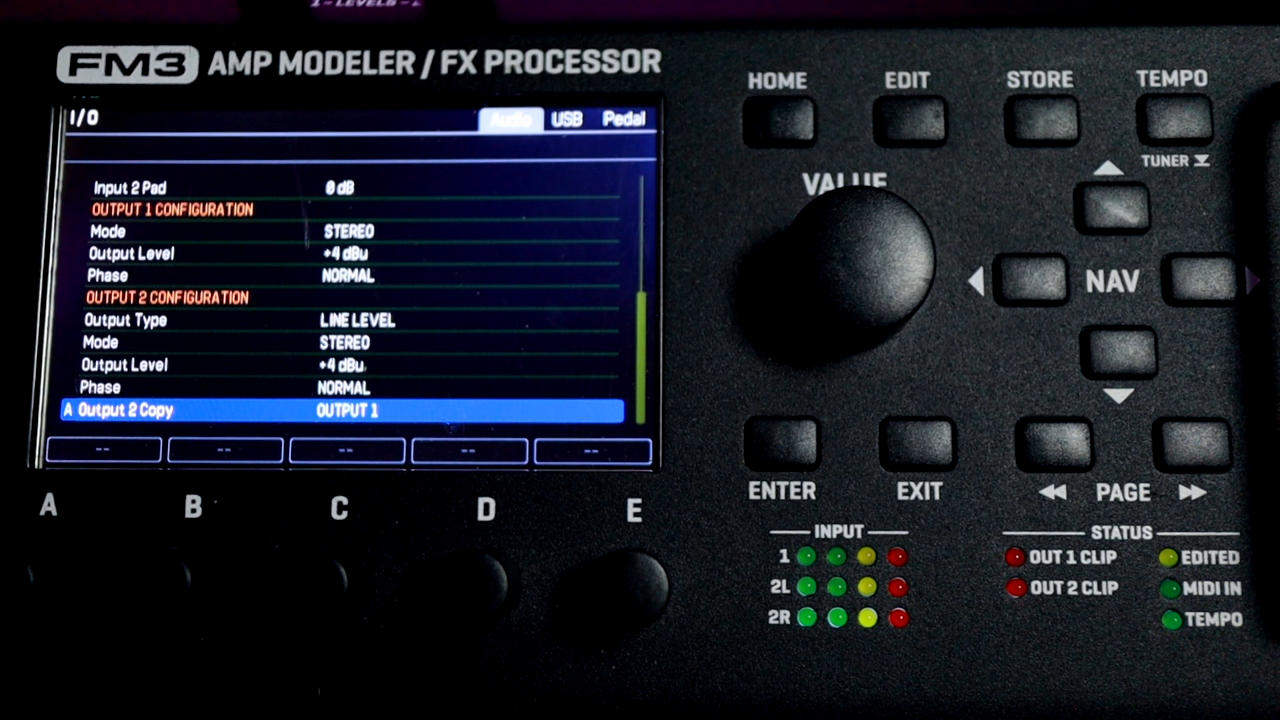 1 - LEVELS - 2
FM3 AMP MODELER / FX PROCESSOR
I/O Audio USB Pedal
Input 2 Pad 0 dB
OUTPUT 1 CONFIGURATION
Mode STEREO
Output Level +4 dBu
Phase NORMAL
OUTPUT 2 CONFIGURATION
Output Type LINE LEVEL
Mode STEREO
Output Level +4 dBu
Phase NORMAL
A Output 2 Copy OUTPUT 1
-- -- -- -- --
A B C D E
HOME EDIT STORE TEMPO
TUNER
VALUE
NAV
ENTER EXIT PAGE
INPUT
1
2L
2R
STATUS
OUT 1 CLIP EDITED
OUT 2 CLIP MIDI IN
TEMPO